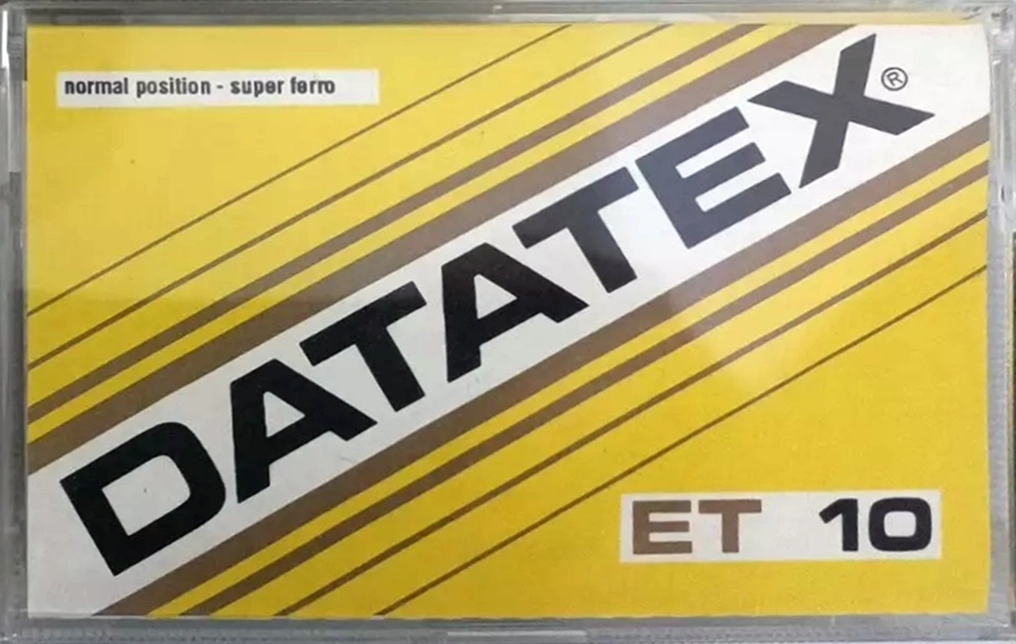 normal position - super ferro
DATATEX®
ET 10